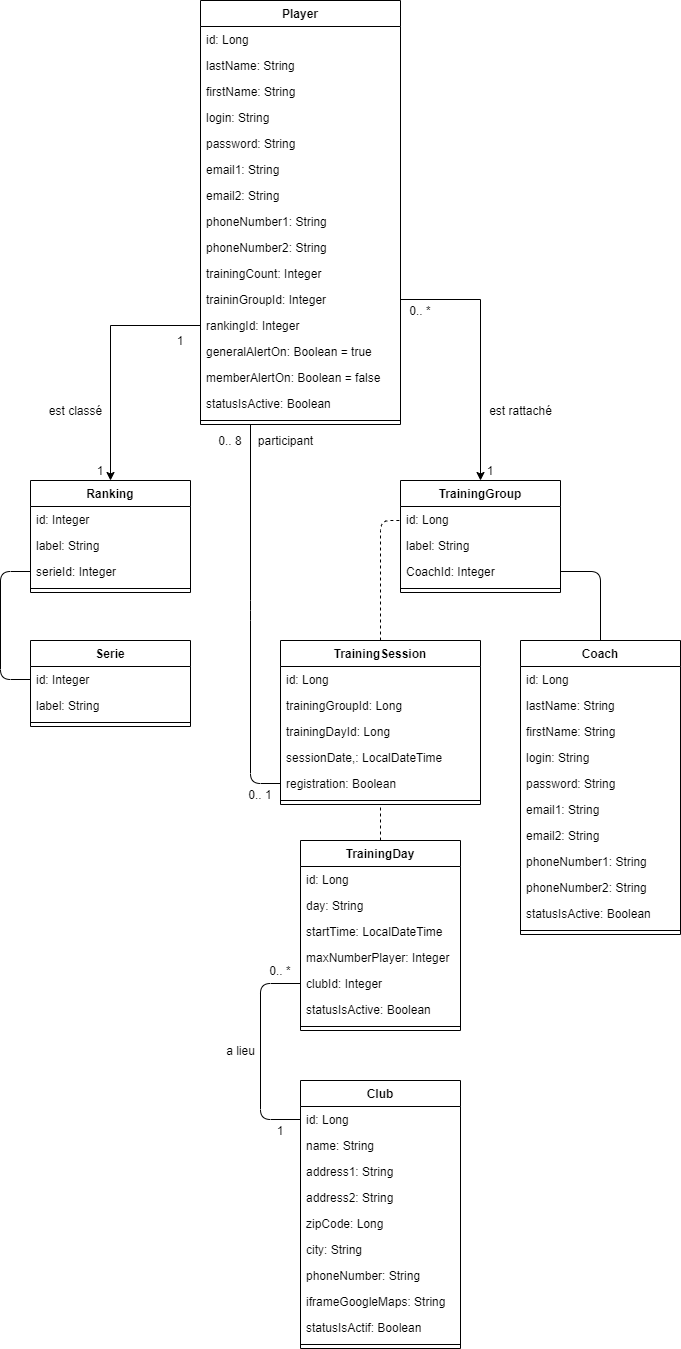 Player
id: Long
lastName: String
firstName: String
login: String
password: String
email1: String
email2: String
phoneNumber1: String
phoneNumber2: String
trainingCount: Integer
traininGroupId: Integer
rankingId: Integer
generalAlertOn: Boolean = true
memberAlertOn: Boolean = false
statusIsActive: Boolean
1
0.. *
est classé
est rattaché
0.. 8
participant
1
1
Ranking
id: Integer
label: String
serieId: Integer
TrainingGroup
id: Long
label: String
CoachId: Integer
Serie
id: Integer
label: String
TrainingSession
id: Long
trainingGroupId: Long
trainingDayId: Long
sessionDate,: LocalDateTime
registration: Boolean
0.. 1
Coach
id: Long
lastName: String
firstName: String
login: String
password: String
email1: String
email2: String
phoneNumber1: String
phoneNumber2: String
statusIsActive: Boolean
TrainingDay
id: Long
day: String
startTime: LocalDateTime
maxNumberPlayer: Integer
clubId: Integer
statusIsActive: Boolean
0.. *
a lieu
1
Club
id: Long
name: String
address1: String
address2: String
zipCode: Long
city: String
phoneNumber: String
iframeGoogleMaps: String
statusIsActif: Boolean